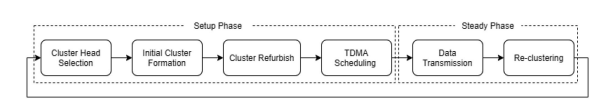 Setup Phase
Steady Phase
Cluster Head
Selection
Initial Cluster
Formation
Cluster Refurbish
TDMA
Scheduling
Data
Transmission
Re-clustering